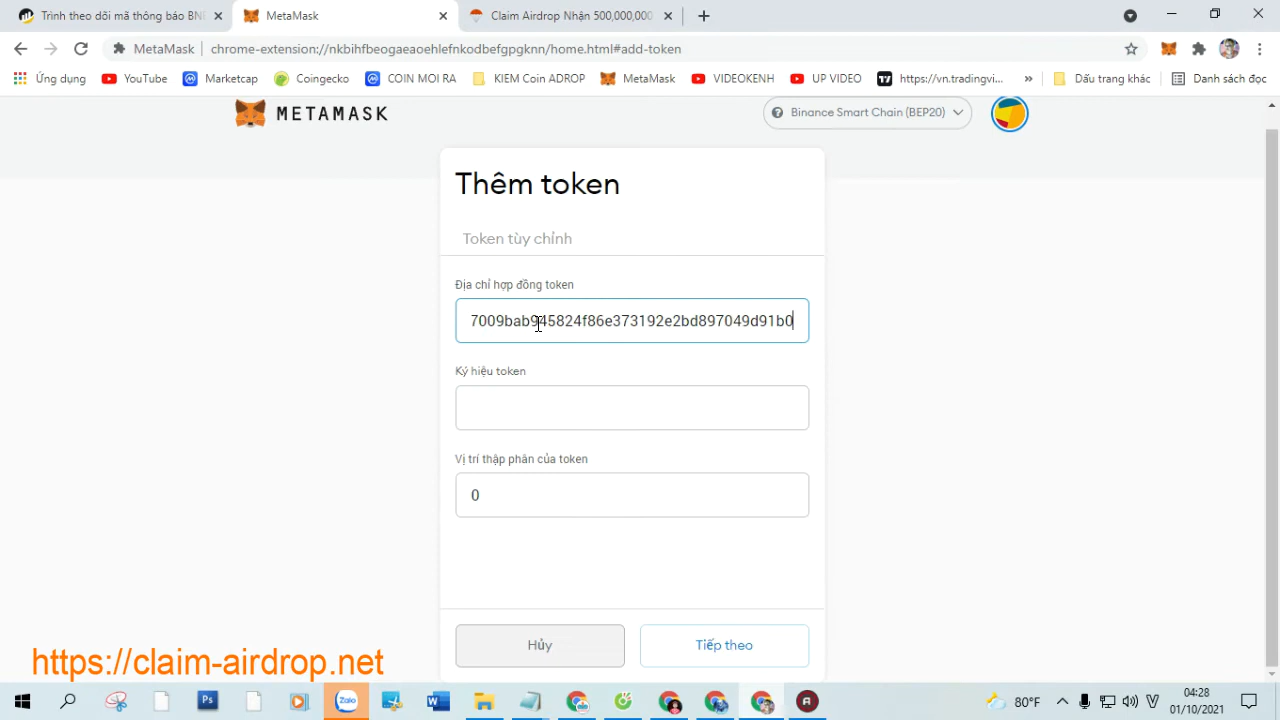 Trình theo dõi mã thông báo BN
MetaMask
Claim Airdrop Nhận 500,000,000
MetaMask
chrome-extension://nkbihfbeogaeaoehlefnkodbefgpgknn/home.html#add-token
Ứng dụng
YouTube
Marketcap
Coingecko
COIN MOI RA
KIEM Coin ADROP
MetaMask
VIDEOKENH
UP VIDEO
https://vn.tradingvi...
»
Dấu trang khác
Danh sách đọc
METAMASK
Binance Smart Chain (BEP20)
Thêm token
Token tùy chỉnh
Địa chỉ hợp đồng token
7009bab945824f86e373192e2bd897049d91b0
Ký hiệu token
Vị trí thập phân của token
0
Hủy
Tiếp theo
https://claim-airdrop.net
Ps
Zalo
W
A
80°F
V
04:28
01/10/2021